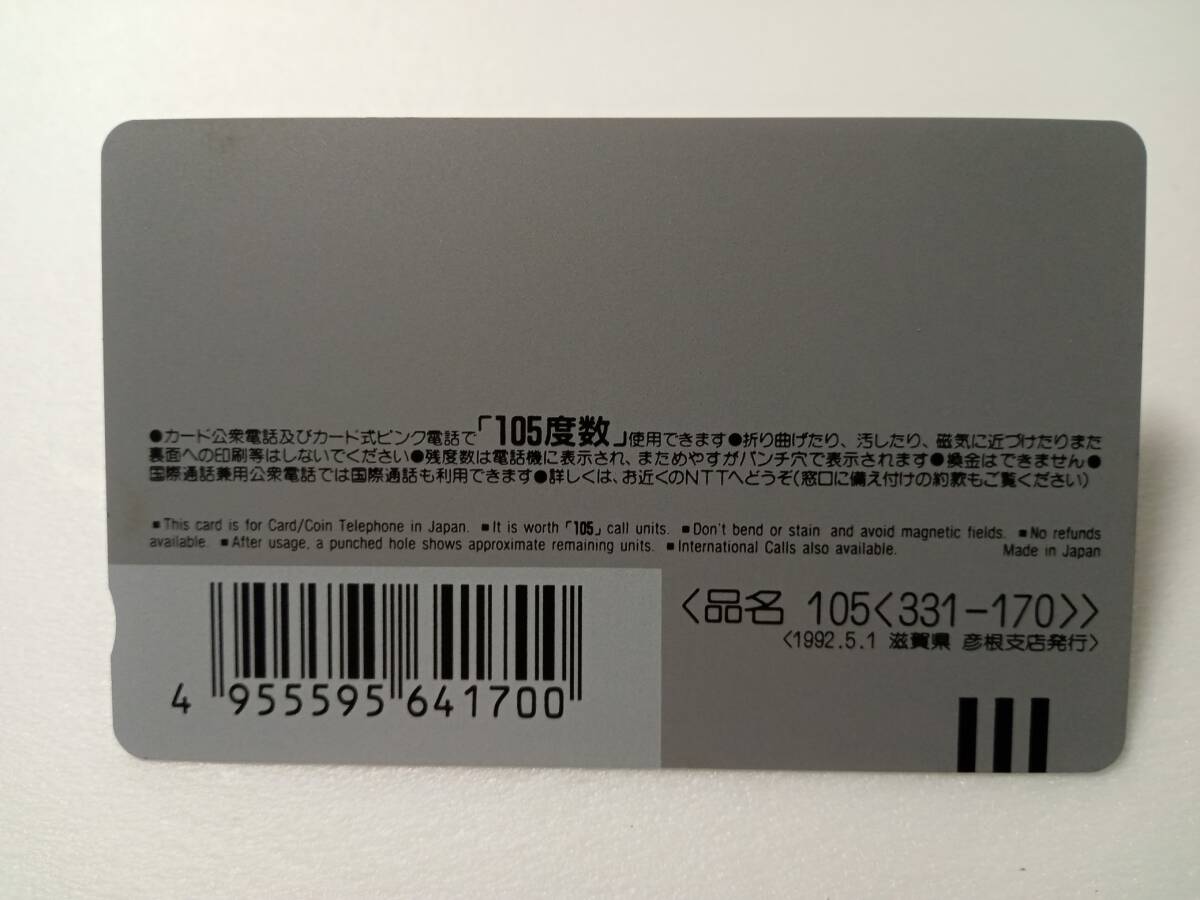 ●カード公衆電話及びカード式ピンク電話で「105度数」使用できます●折り曲げたり、汚したり、磁気に近づけたりまた
裏面への印刷等はしないでください●残度数は電話機に表示され、まためやすがパンチ穴で表示されます●換金はできません●
国際通話兼用公衆電話では国際通話も利用できます●詳しくは、お近くのNTTへどうぞ(窓口に備え付けの約款もご覧ください)
■This card is for Card/Coin Telephone in Japan. ■It is worth「105」call units. ■Don't bend or stain and avoid magnetic fields. ■No refunds
available. ■After usage, a punched hole shows approximate remaining units. ■International Calls also available. Made in Japan
〈品名 105〈331-170〉〉
〈1992.5.1 滋賀県 彦根支店発行〉
4 955595 641700